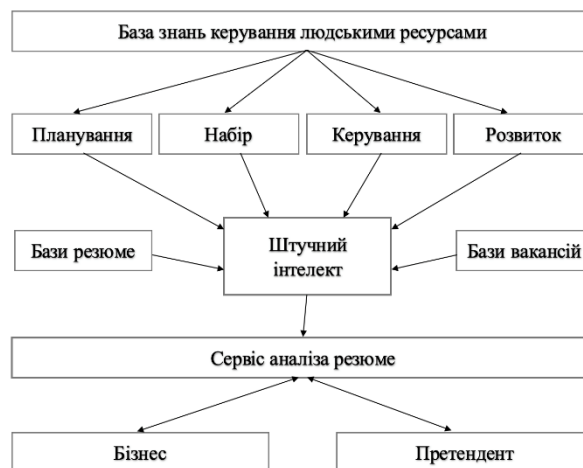 База знань керування людськими ресурсами
Планування
Набір
Керування
Розвиток
Штучний
інтелект
Бази резюме
Бази вакансій
Сервіс аналіза резюме
Бізнес
Претендент